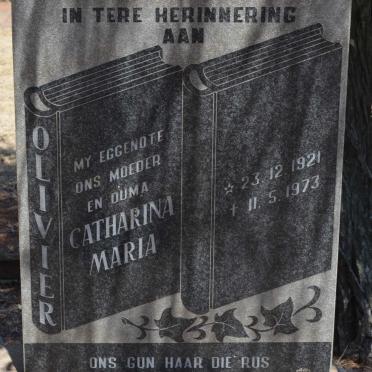 IN TERE HERINNERING
AAN
OLIVIER
MY EGGENOTE
ONS MOEDER
EN OUMA
CATHARINA
MARIA
☆ 23.12.1921
† 11.5.1973
ONS GUN HAAR DIE RUS